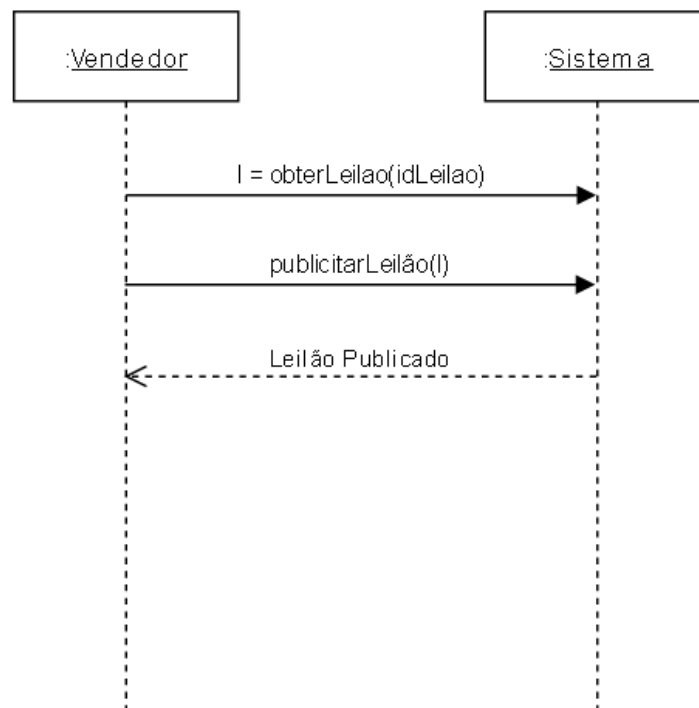 :Vendedor
:Sistema
l = obterLeilao(idLeilao)
publicitarLeilão(l)
Leilão Publicado